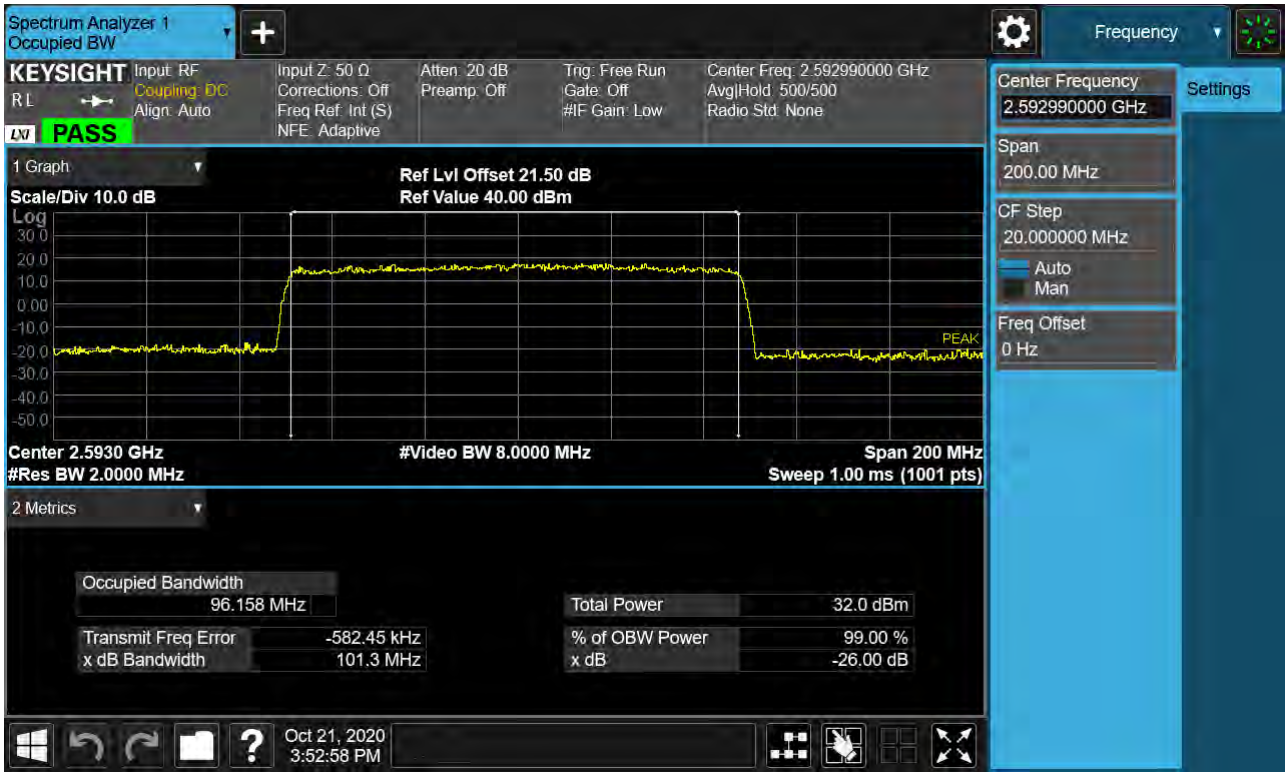 Spectrum Analyzer 1
Occupied BW
+
Frequency
KEYSIGHT
RL
LXI PASS
Input: RF
Coupling: DC
Align: Auto
Input Z: 50 Ω
Corrections: Off
Freq Ref: Int (S)
NFE: Adaptive
Atten: 20 dB
Preamp: Off
Trig: Free Run
Gate: Off
#IF Gain: Low
Center Freq: 2.592990000 GHz
Avg|Hold: 500/500
Radio Std: None
Center Frequency
2.592990000 GHz
Settings
Span
200.00 MHz
CF Step
20.000000 MHz
Auto
Man
Freq Offset
0 Hz
1 Graph
Scale/Div 10.0 dB
Ref Lvl Offset 21.50 dB
Ref Value 40.00 dBm
Log
30.0
20.0
10.0
0.00
-10.0
-20.0
-30.0
-40.0
-50.0
PEAK
Center 2.5930 GHz
#Res BW 2.0000 MHz
#Video BW 8.0000 MHz
Span 200 MHz
Sweep 1.00 ms (1001 pts)
2 Metrics
Occupied Bandwidth
96.158 MHz
Transmit Freq Error -582.45 kHz
x dB Bandwidth 101.3 MHz
Total Power 32.0 dBm
% of OBW Power 99.00 %
x dB -26.00 dB
?
Oct 21, 2020
3:52:58 PM